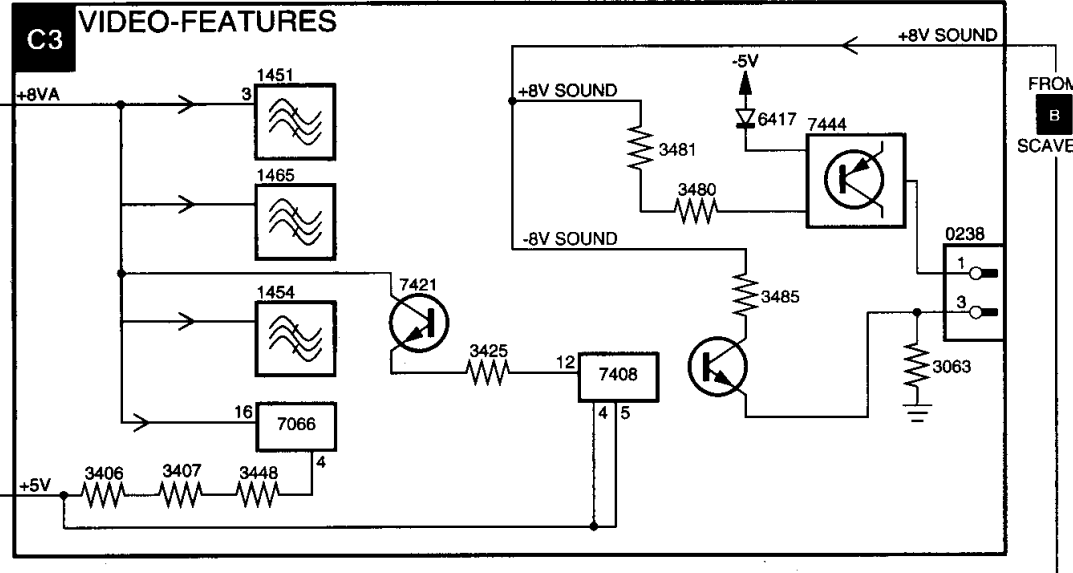 C3 VIDEO-FEATURES
+8V SOUND
-5V
+8VA
1451
3
+8V SOUND
6417
7444
FROM
B
SCAVE
3481
1465
3480
-8V SOUND
0238
1
7421
1454
3485
3
3425
12
7408
3063
16
7066
4 5
4
3406 3407 3448
+5V